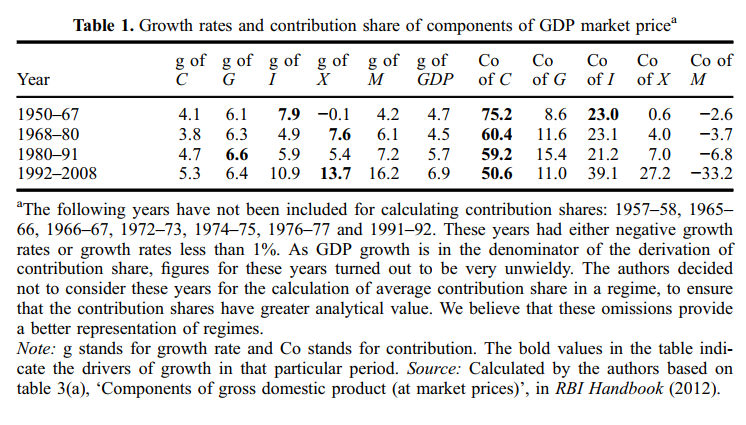 Table 1. Growth rates and contribution share of components of GDP market priceᵃ
g of g of g of g of g of g of Co Co Co Co Co of
Year C G I X M GDP of C of G of I of X M
1950–67 4.1 6.1 7.9 −0.1 4.2 4.7 75.2 8.6 23.0 0.6 −2.6
1968–80 3.8 6.3 4.9 7.6 6.1 4.5 60.4 11.6 23.1 4.0 −3.7
1980–91 4.7 6.6 5.9 5.4 7.2 5.7 59.2 15.4 21.2 7.0 −6.8
1992–2008 5.3 6.4 10.9 13.7 16.2 6.9 50.6 11.0 39.1 27.2 −33.2
ᵃThe following years have not been included for calculating contribution shares: 1957–58, 1965–
66, 1966–67, 1972–73, 1974–75, 1976–77 and 1991–92. These years had either negative growth
rates or growth rates less than 1%. As GDP growth is in the denominator of the derivation of
contribution share, figures for these years turned out to be very unwieldy. The authors decided
not to consider these years for the calculation of average contribution share in a regime, to ensure
that the contribution shares have greater analytical value. We believe that these omissions provide
a better representation of regimes.
Note: g stands for growth rate and Co stands for contribution. The bold values in the table indi-
cate the drivers of growth in that particular period. Source: Calculated by the authors based on
table 3(a), ‘Components of gross domestic product (at market prices)’, in RBI Handbook (2012).